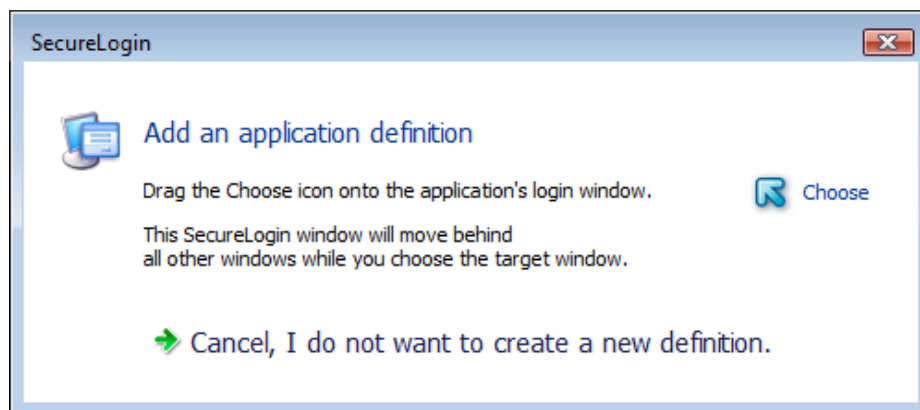 SecureLogin
Add an application definition
Drag the Choose icon onto the application's login window.
Choose
This SecureLogin window will move behind
all other windows while you choose the target window.
Cancel, I do not want to create a new definition.